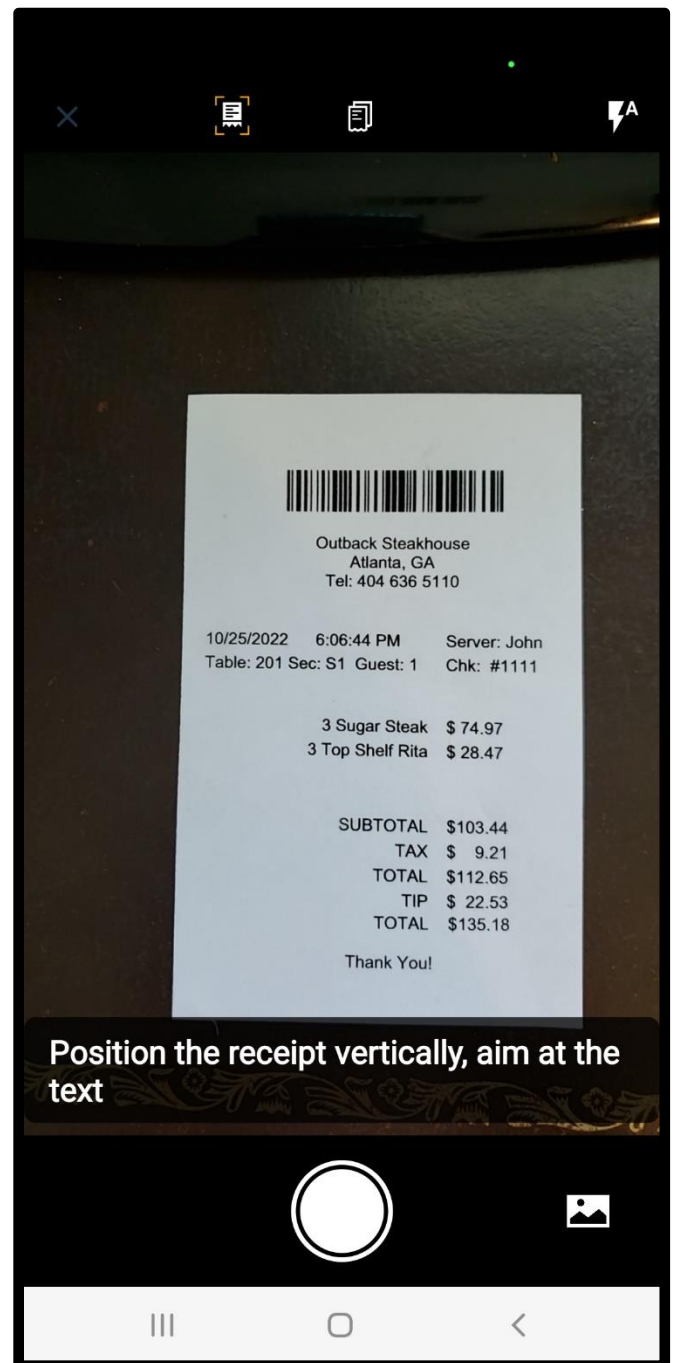 A
Outback Steakhouse
Atlanta, GA
Tel: 404 636 5110
10/25/2022 6:06:44 PM Server: John
Table: 201 Sec: S1 Guest: 1 Chk: #1111
3 Sugar Steak $ 74.97
3 Top Shelf Rita $ 28.47
SUBTOTAL $103.44
TAX $ 9.21
TOTAL $112.65
TIP $ 22.53
TOTAL $135.18
Thank You!
Position the receipt vertically, aim at the
text